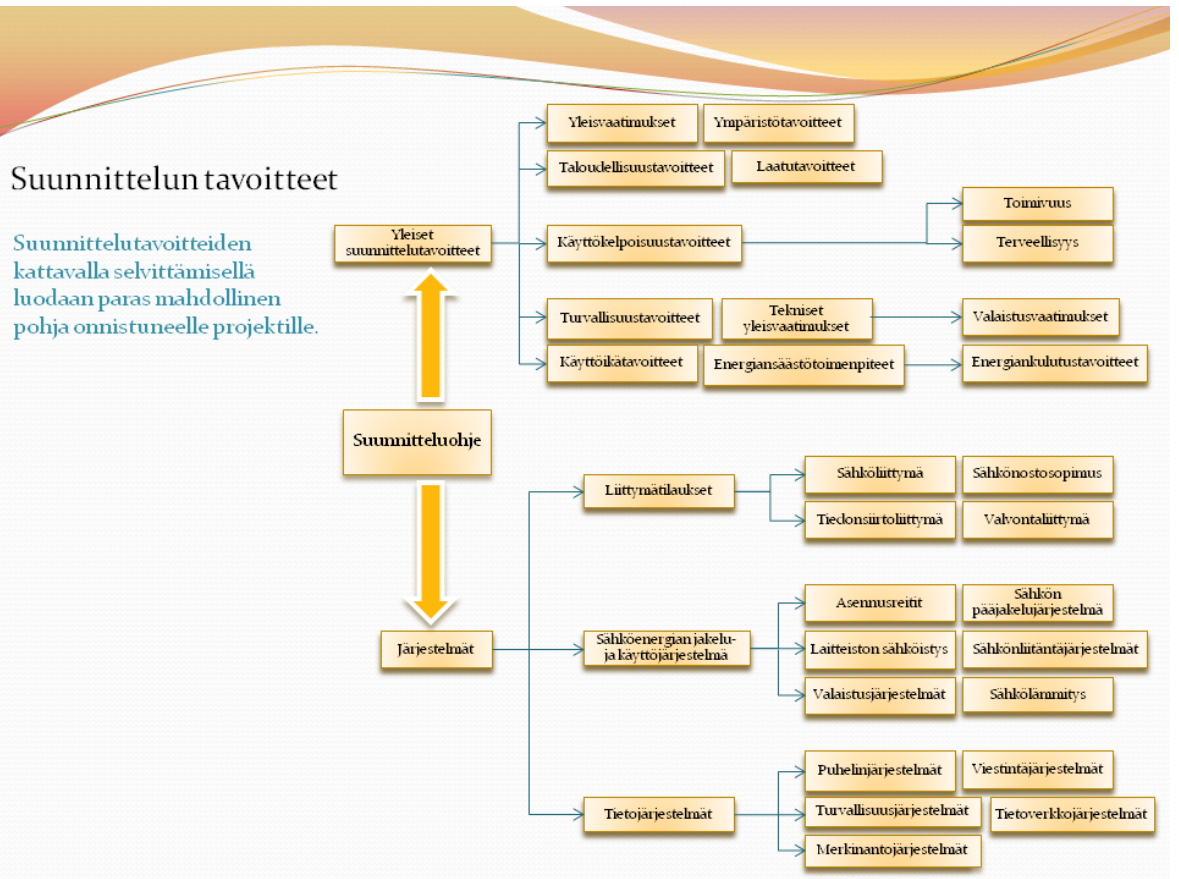 Suunnittelun tavoitteet
Suunnittelutavoitteiden
kattavalla selvittämisellä
luodaan paras mahdollinen
pohja onnistuneelle projektille.
Suunnitteluohje
Yleiset
suunnittelutavoitteet
Yleisvaatimukset
Ympäristötavoitteet
Taloudellisuustavoitteet
Laatutavoitteet
Käyttökelpoisuustavoitteet
Toimivuus
Terveellisyys
Turvallisuustavoitteet
Tekniset
yleisvaatimukset
Valaistusvaatimukset
Käyttöikätavoitteet
Energiansäästötoimenpiteet
Energiankulutustavoitteet
Järjestelmät
Liittymätilaukset
Sähköliittymä
Sähkönostosopimus
Tiedonsiirtoliittymä
Valvontaliittymä
Sähköenergian jakelu-
ja käyttöjärjestelmä
Asennusreitit
Sähkön
pääjakelujärjestelmä
Laitteiston sähköistys
Sähkönliitäntäjärjestelmät
Valaistusjärjestelmät
Sähkölämmitys
Tietojärjestelmät
Puhelinjärjestelmät
Viestintäjärjestelmät
Turvallisuusjärjestelmät
Tietoverkkojärjestelmät
Merkinantojärjestelmät